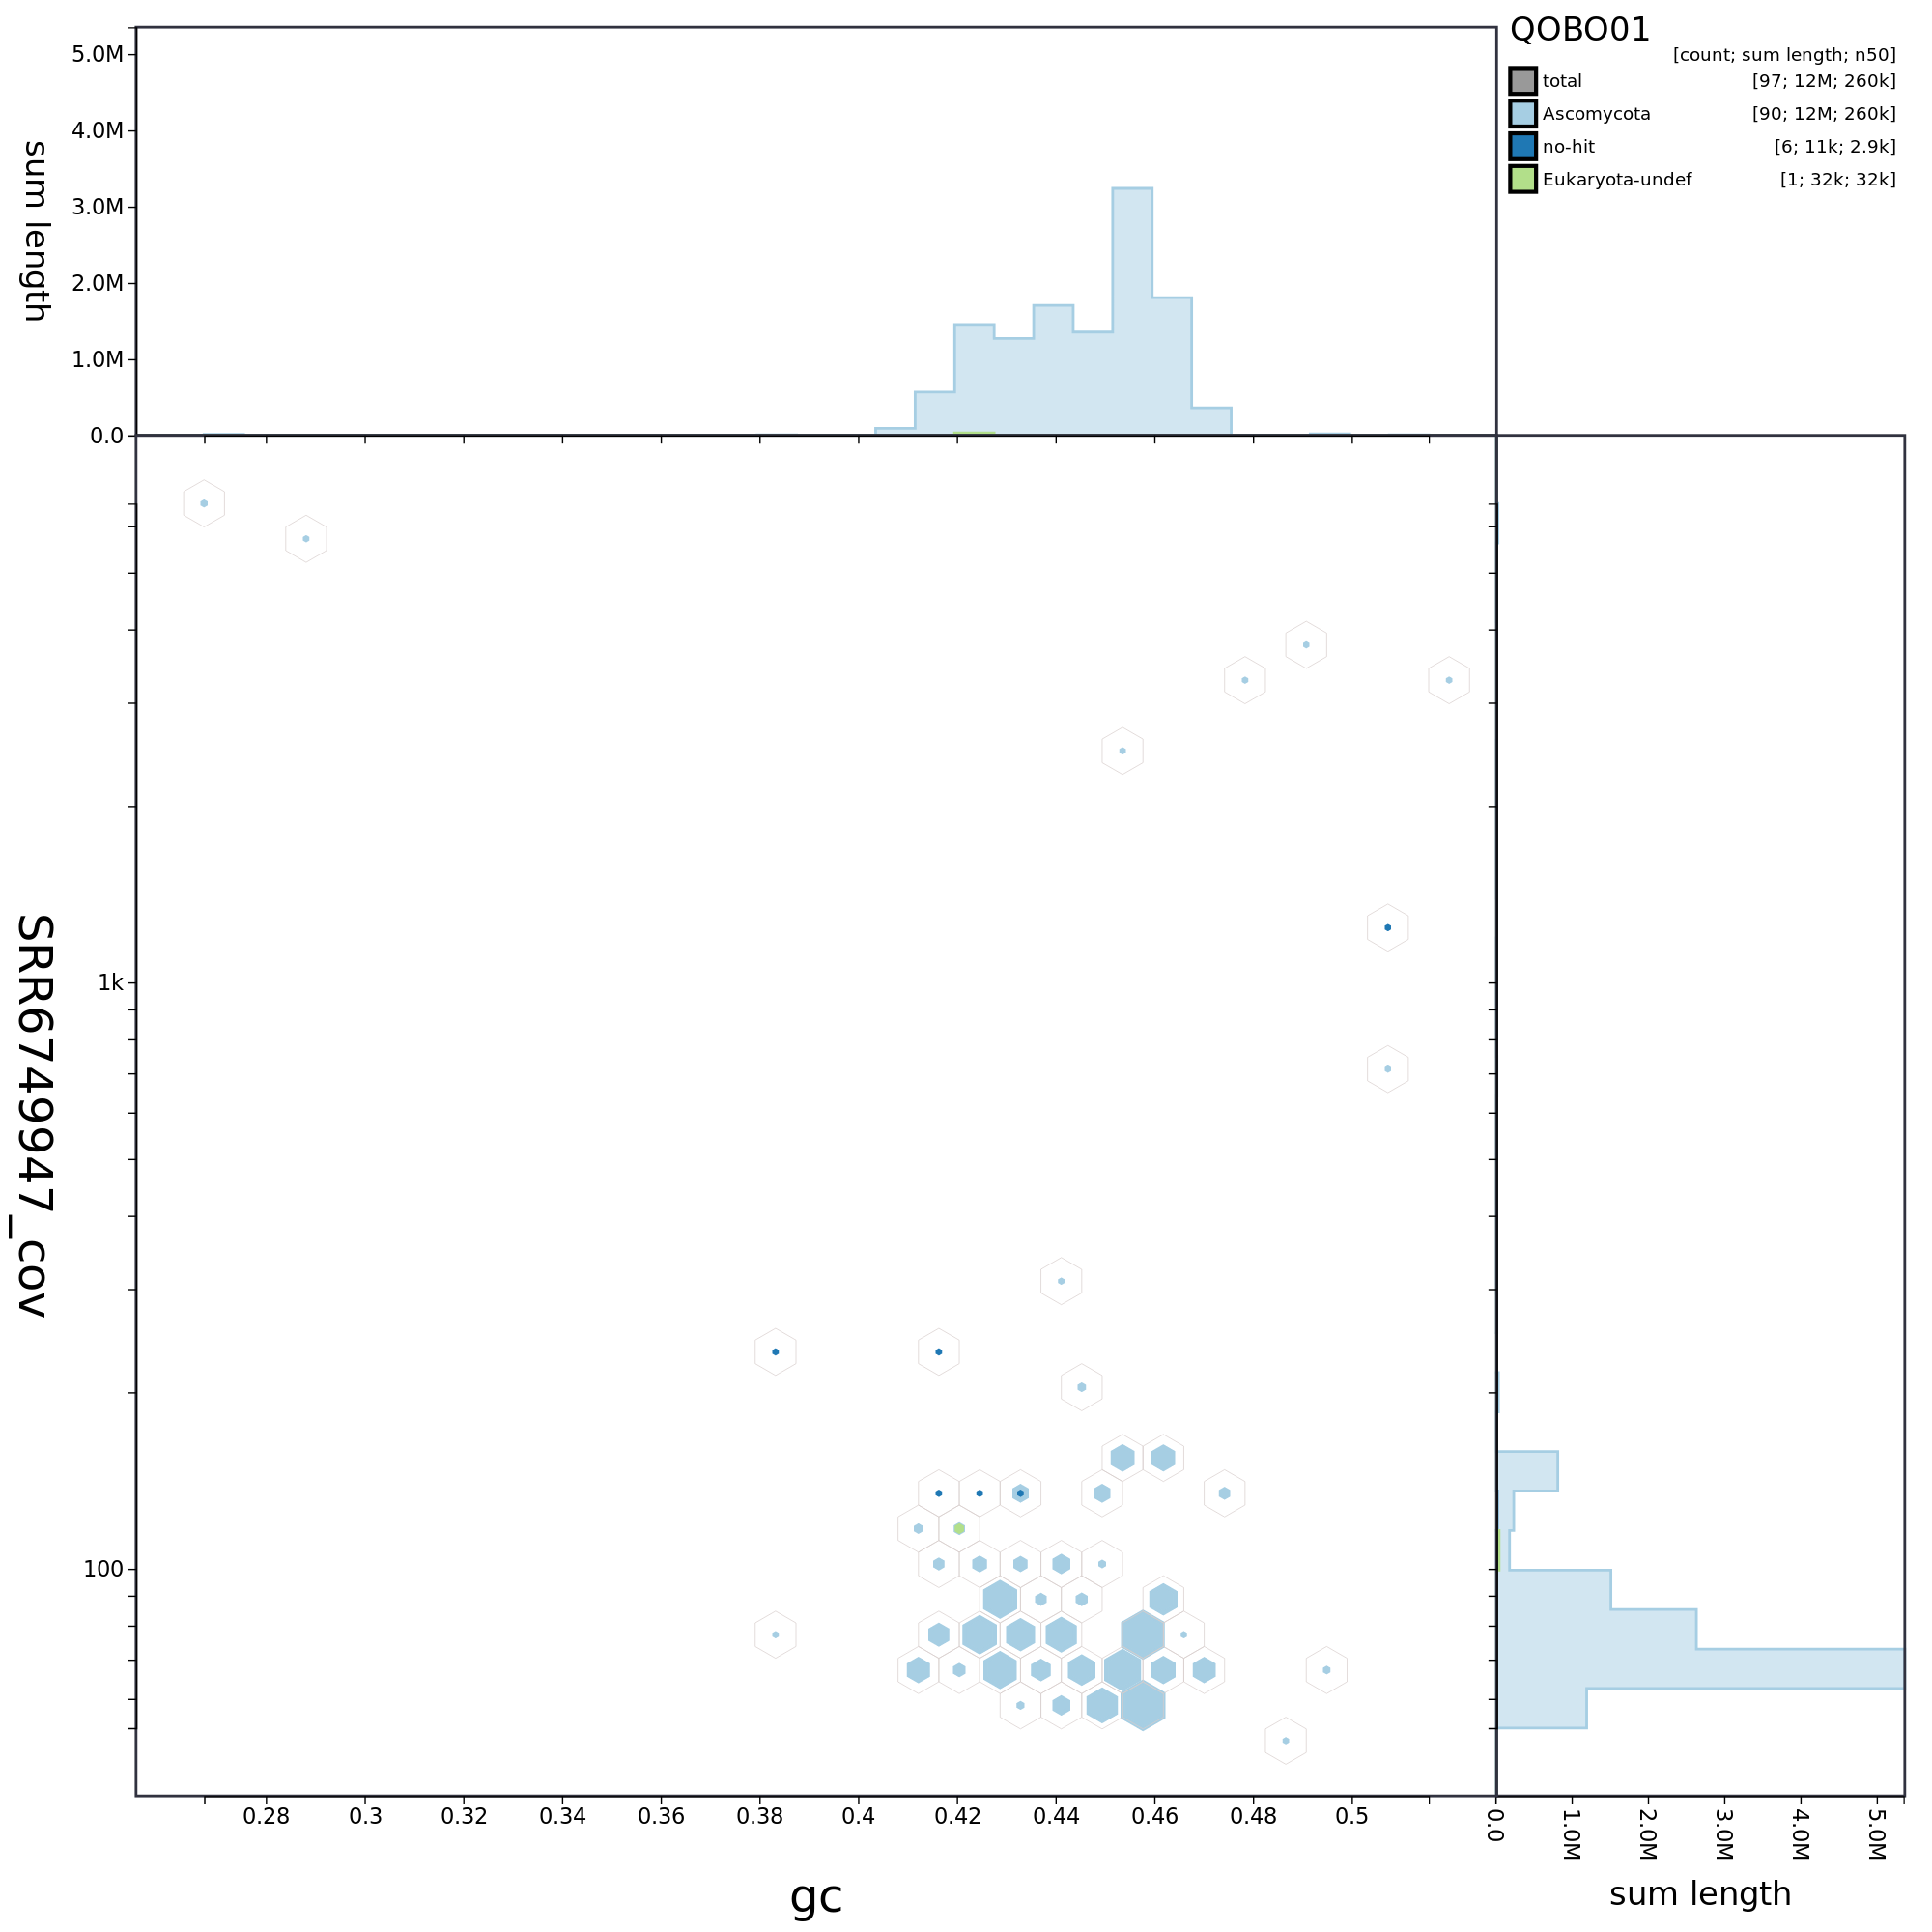 QOBO01
[count; sum length; n50]
total [97; 12M; 260k]
Ascomycota [90; 12M; 260k]
no-hit [6; 11k; 2.9k]
Eukaryota-undef [1; 32k; 32k]
sum length
5.0M
4.0M
3.0M
2.0M
1.0M
0.0
SRR6749947_cov
1k
100
0.28 0.3 0.32 0.34 0.36 0.38 0.4 0.42 0.44 0.46 0.48 0.5
gc
0.0 1.0M 2.0M 3.0M 4.0M 5.0M
sum length